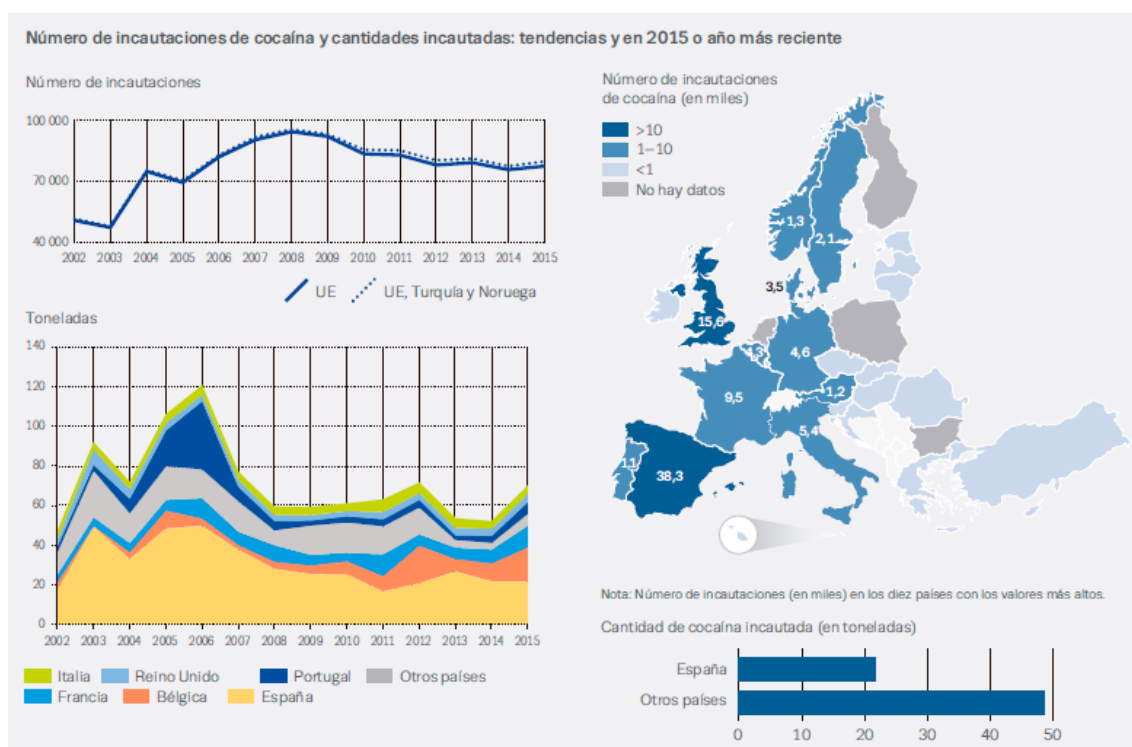 Número de incautaciones de cocaína y cantidades incautadas: tendencias y en 2015 o año más reciente
Número de incautaciones
100 000
70 000
40 000
2002 2003 2004 2005 2006 2007 2008 2009 2010 2011 2012 2013 2014 2015
UE UE, Turquía y Noruega
Toneladas
140
120
100
80
60
40
20
0
2002 2003 2004 2005 2006 2007 2008 2009 2010 2011 2012 2013 2014 2015
Italia Reino Unido Portugal Otros países
Francia Bélgica España
Número de incautaciones
de cocaína (en miles)
>10
1–10
<1
No hay datos
1,3
2,1
3,5
15,6
4,3
4,6
9,5
1,2
5,4
1,1
38,3
Nota: Número de incautaciones (en miles) en los diez países con los valores más altos.
Cantidad de cocaína incautada (en toneladas)
España
Otros países
0 10 20 30 40 50